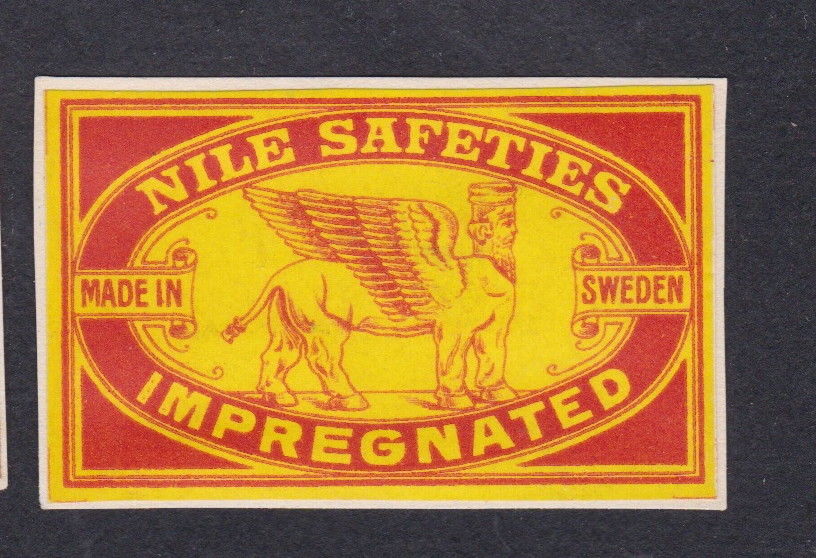 NILE SAFETIES
MADE IN
SWEDEN
IMPREGNATED